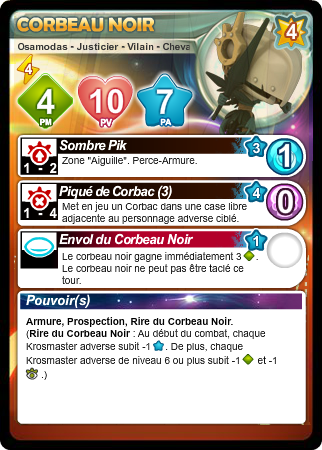 CORBEAU NOIR
4
Osamodas - Justicier - Vilain - Cheva
4
4
PM
10
PV
7
PA
Sombre Pik
3
1
1 - 2
Zone "Aiguille". Perce-Armure.
Piqué de Corbac (3)
4
0
1 - 4
Met en jeu un Corbac dans une case libre
adjacente au personnage adverse ciblé.
Envol du Corbeau Noir
1
Le corbeau noir gagne immédiatement 3 .
Le corbeau noir ne peut pas être taclé ce
tour.
Pouvoir(s)
Armure, Prospection, Rire du Corbeau Noir.
(Rire du Corbeau Noir : Au début du combat, chaque
Krosmaster adverse subit -1 . De plus, chaque
Krosmaster adverse de niveau 6 ou plus subit -1 et -1
.)